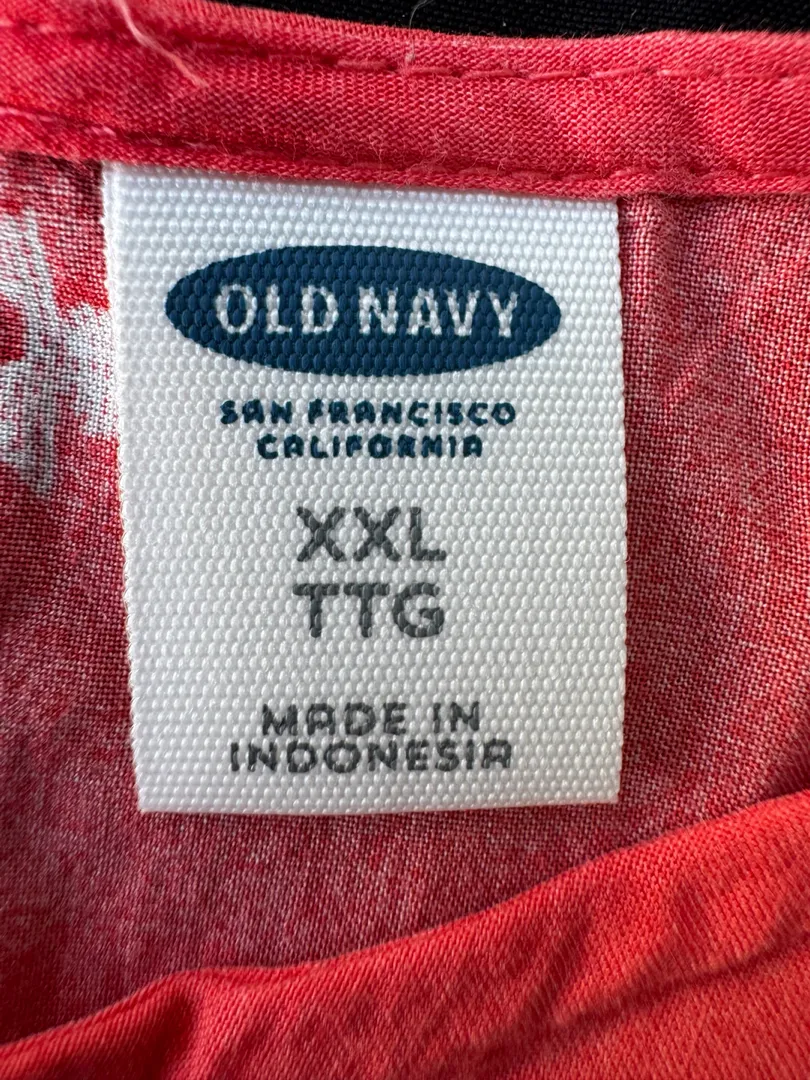 OLD NAVY
SAN FRANCISCO
CALIFORNIA
XXL
TTG
MADE IN
INDONESIA